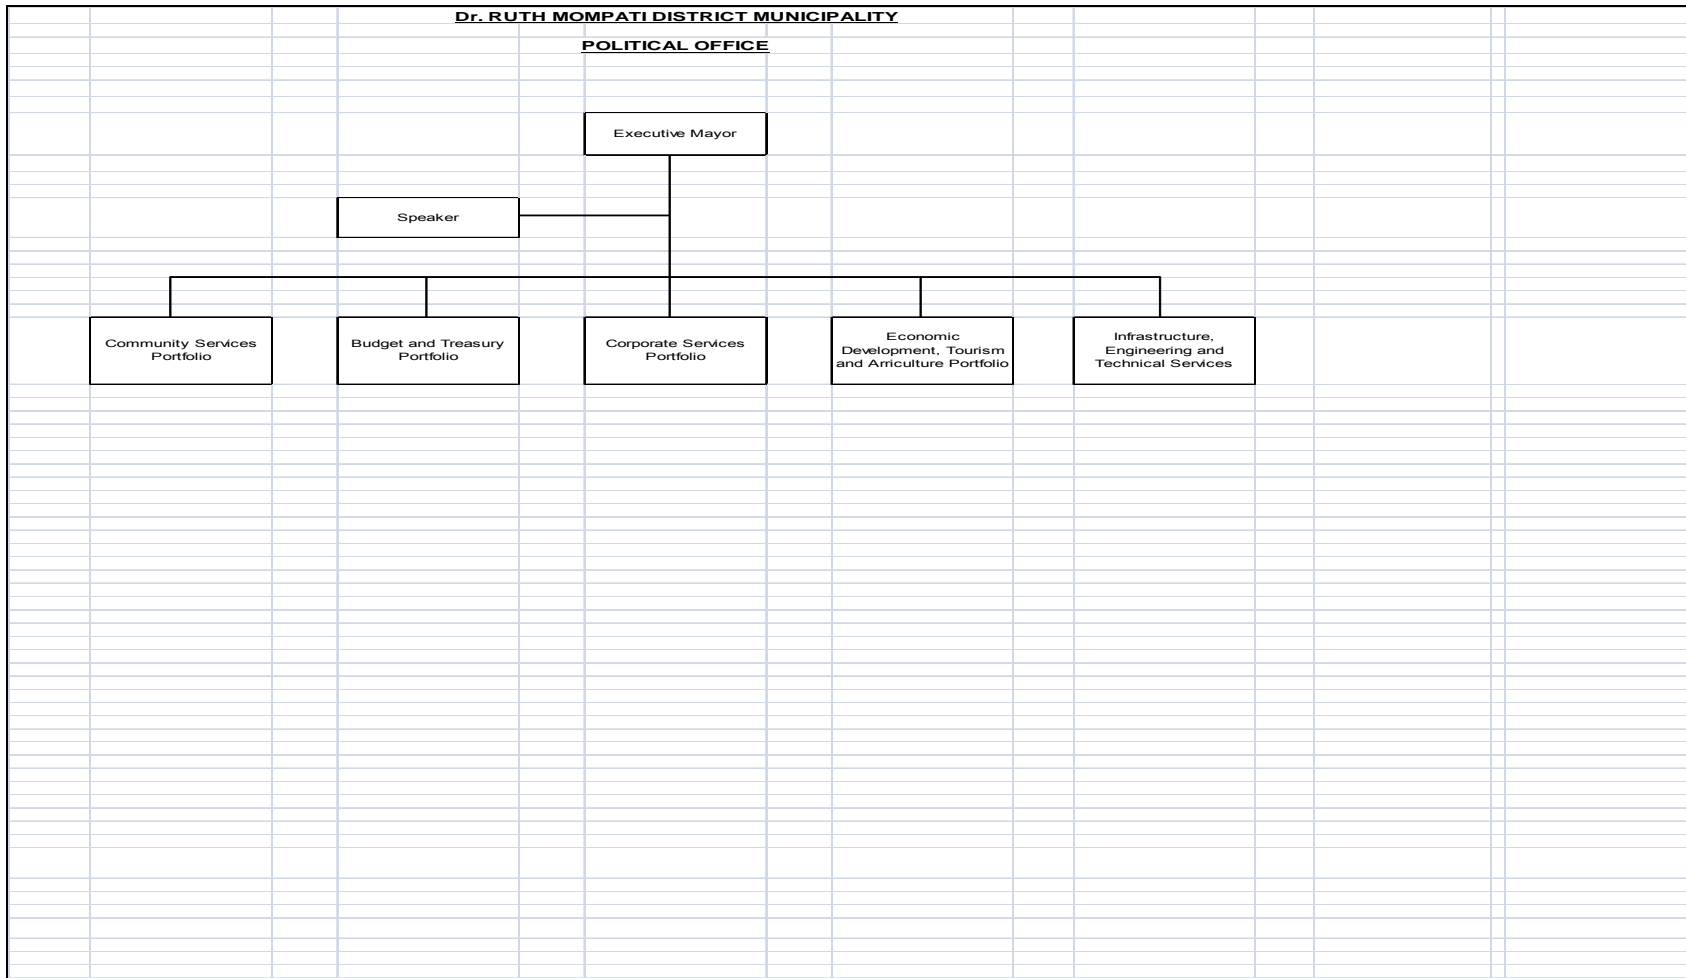 Dr. RUTH MOMPATI DISTRICT MUNICIPALITY
POLITICAL OFFICE
Executive Mayor
Speaker
Community Services
Portfolio
Budget and Treasury
Portfolio
Corporate Services
Portfolio
Economic
Development, Tourism
and Arriculture Portfolio
Infrastructure,
Engineering and
Technical Services